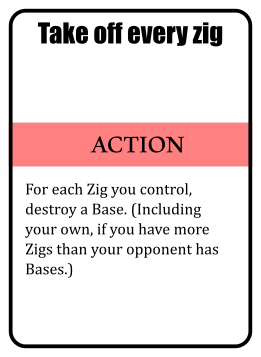 Take off every zig
ACTION
For each Zig you control,
destroy a Base. (Including
your own, if you have more
Zigs than your opponent has
Bases.)